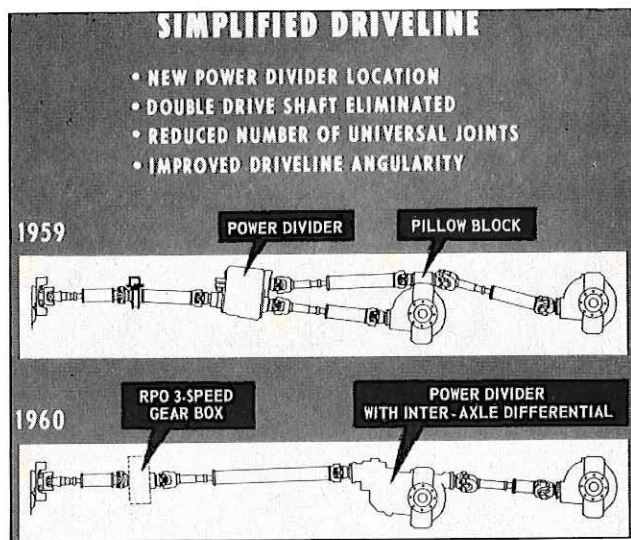 SIMPLIFIED DRIVELINE
• NEW POWER DIVIDER LOCATION
• DOUBLE DRIVE SHAFT ELIMINATED
• REDUCED NUMBER OF UNIVERSAL JOINTS
• IMPROVED DRIVELINE ANGULARITY
1959
POWER DIVIDER
PILLOW BLOCK
1960
RPO 3-SPEED
GEAR BOX
POWER DIVIDER
WITH INTER-AXLE DIFFERENTIAL